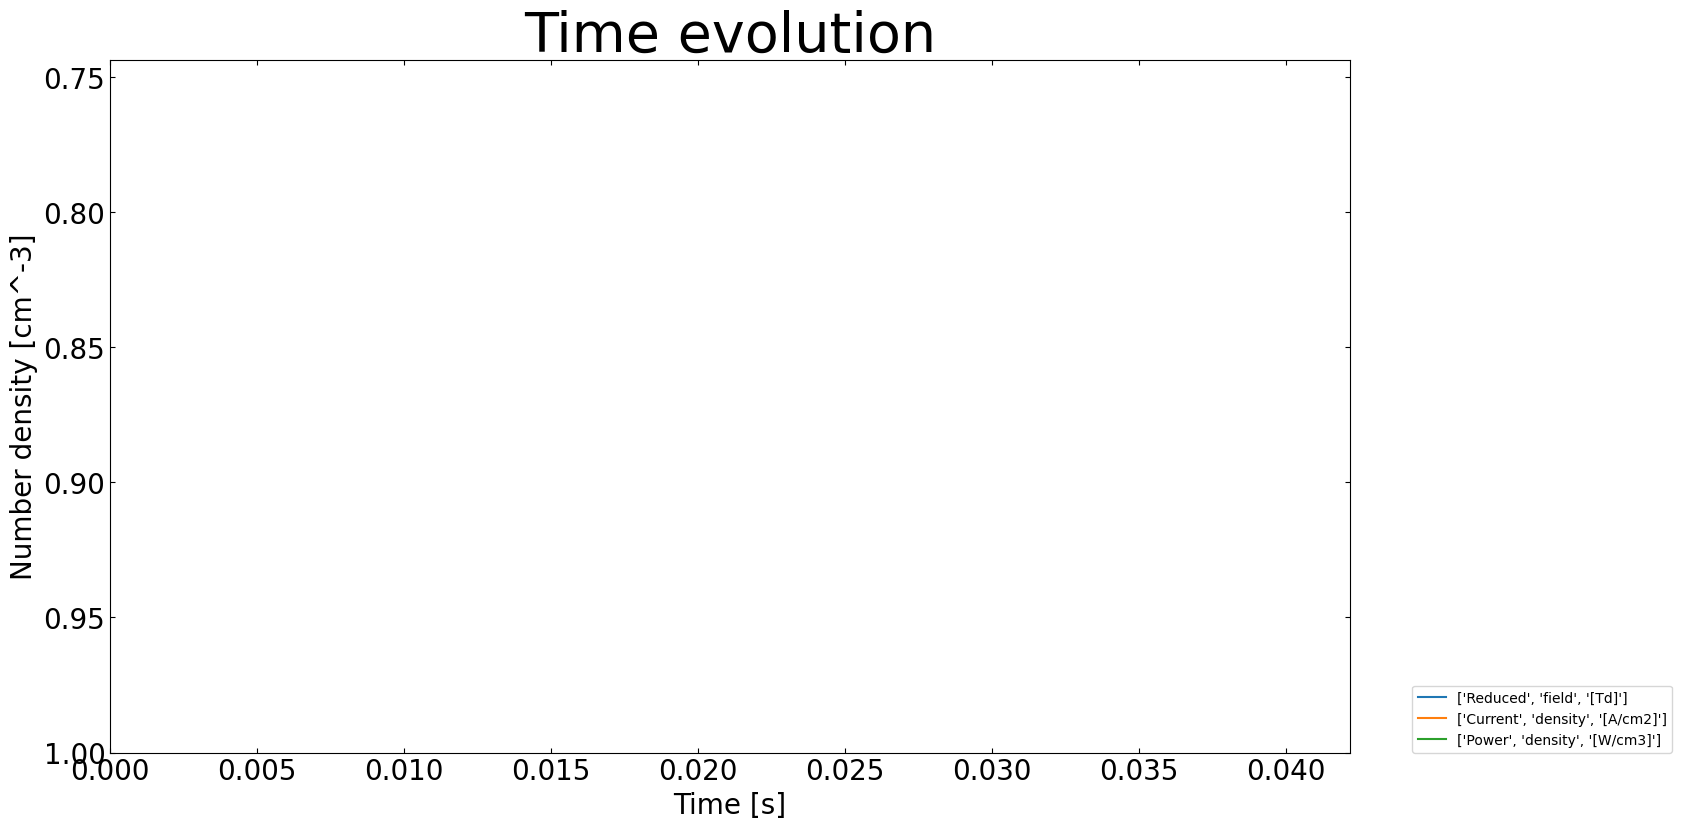 Time evolution
Number density [cm^-3]
0.75
0.80
0.85
0.90
0.95
1.00
0.000 0.005 0.010 0.015 0.020 0.025 0.030 0.035 0.040
Time [s]
['Reduced', 'field', '[Td]']
['Current', 'density', '[A/cm2]']
['Power', 'density', '[W/cm3]']